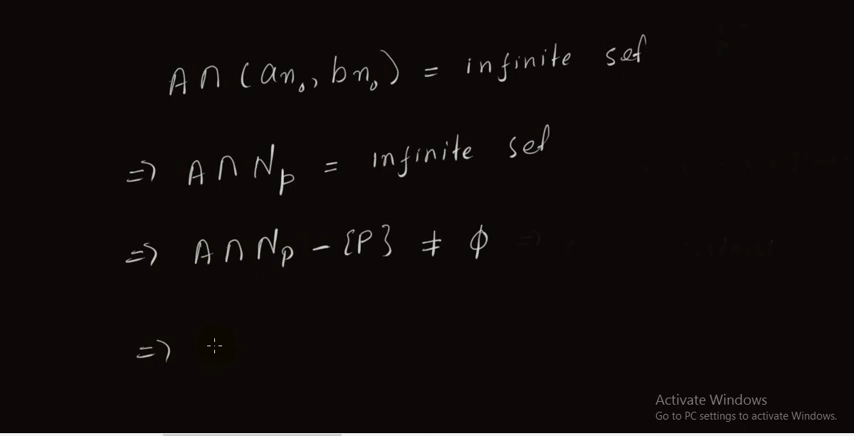 A ∩ (an₀, bn₀) = infinite set
=> A ∩ Np = infinite set
=> A ∩ Np - {P} ≠ φ
=>
Activate Windows
Go to PC settings to activate Windows.